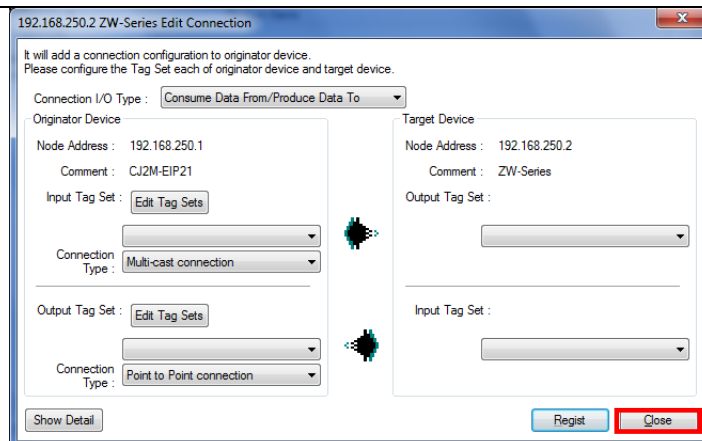 192.168.250.2 ZW-Series Edit Connection
It will add a connection configuration to originator device.
Please configure the Tag Set each of originator device and target device.
Connection I/O Type : Consume Data From/Produce Data To
Originator Device
Node Address : 192.168.250.1
Comment : CJ2M-EIP21
Input Tag Set : Edit Tag Sets
Connection Type : Multi-cast connection
Output Tag Set : Edit Tag Sets
Connection Type : Point to Point connection
Target Device
Node Address : 192.168.250.2
Comment : ZW-Series
Output Tag Set :
Input Tag Set :
Show Detail
Regist
Close